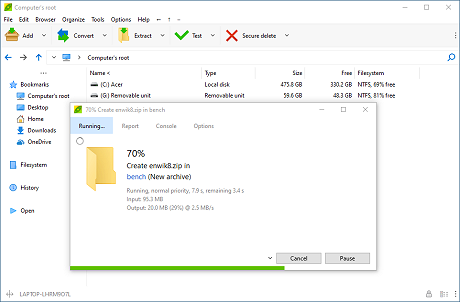 Computer's root
File Edit Browser Organize Tools Options Help
Add Convert Extract Test Secure delete
Computer's root
Bookmarks
Computer's root
Desktop
Home
Downloads
OneDrive
Filesystem
History
Open
Name < Type Size Free Filesystem
(C:) Acer Local disk 475.8 GB 330.2 GB NTFS, 69% free
(G:) Removable unit Removable unit 59.6 GB 48.3 GB NTFS, 81% free
70% Create enwik8.zip in bench
Running... Report Console Options
70%
Create enwik8.zip in
bench (New archive)
Running, normal priority, 7.9 s, remaining 3.4 s
Input: 95.3 MB
Output: 20.0 MB (29%) @ 2.5 MB/s
Cancel Pause
LAPTOP-LHRM9O7L